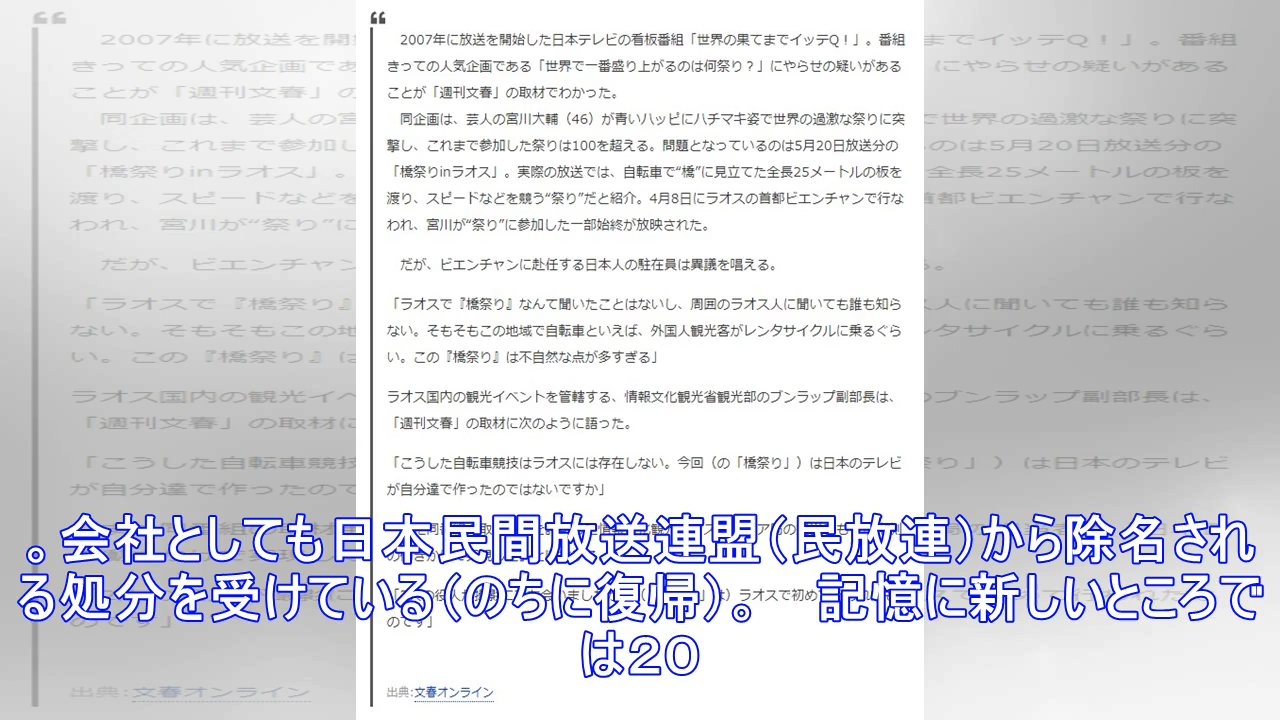 2007年に放送を開始した日本テレビの看板番組「世界の果てまでイッテQ！」。番組
きっての人気企画である「世界で一番盛り上がるのは何祭り？」にやらせの疑いがある
ことが「週刊文春」の取材でわかった。
同企画は、芸人の宮川大輔（46）が青いハッピにハチマキ姿で世界の過激な祭りに突
撃し、これまで参加した祭りは100を超える。問題となっているのは5月20日放送分の
「橋祭りinラオス」。実際の放送では、自転車で“橋”に見立てた全長25メートルの板を
渡り、スピードなどを競う“祭り”だと紹介。4月8日にラオスの首都ビエンチャンで行な
われ、宮川が“祭り”に参加した一部始終が放映された。
だが、ビエンチャンに赴任する日本人の駐在員は異議を唱える。
「ラオスで『橋祭り』なんて聞いたことはないし、周囲のラオス人に聞いても誰も知ら
ない。そもそもこの地域で自転車といえば、外国人観光客がレンタサイクルに乗るぐら
い。この『橋祭り』は不自然な点が多すぎる」
ラオス国内の観光イベントを管轄する、情報文化観光省観光部のブンラップ副部長は、
「週刊文春」の取材に次のように語った。
「こうした自転車競技はラオスには存在しない。今回（の「橋祭り」）は日本のテレビ
が自分達で作ったのではないですか」
。会社としても日本民間放送連盟（民放連）から除名され
る処分を受けている（のちに復帰）。　記憶に新しいところで
は２０
のです」
出典:文春オンライン